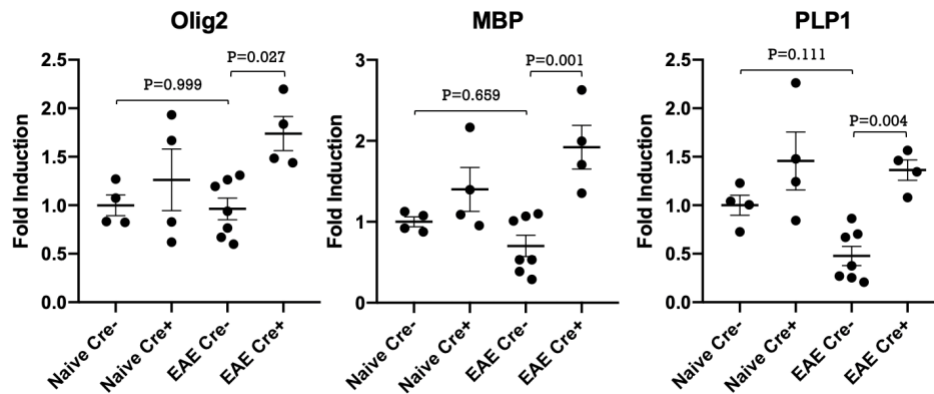 Olig2
Fold Induction
2.5
2.0
1.5
1.0
0.5
0.0
P=0.999
P=0.027
Naive Cre-
Naive Cre+
EAE Cre-
EAE Cre+
MBP
Fold Induction
3
2
1
0
P=0.659
P=0.001
Naive Cre-
Naive Cre+
EAE Cre-
EAE Cre+
PLP1
Fold Induction
2.5
2.0
1.5
1.0
0.5
0.0
P=0.111
P=0.004
Naive Cre-
Naive Cre+
EAE Cre-
EAE Cre+